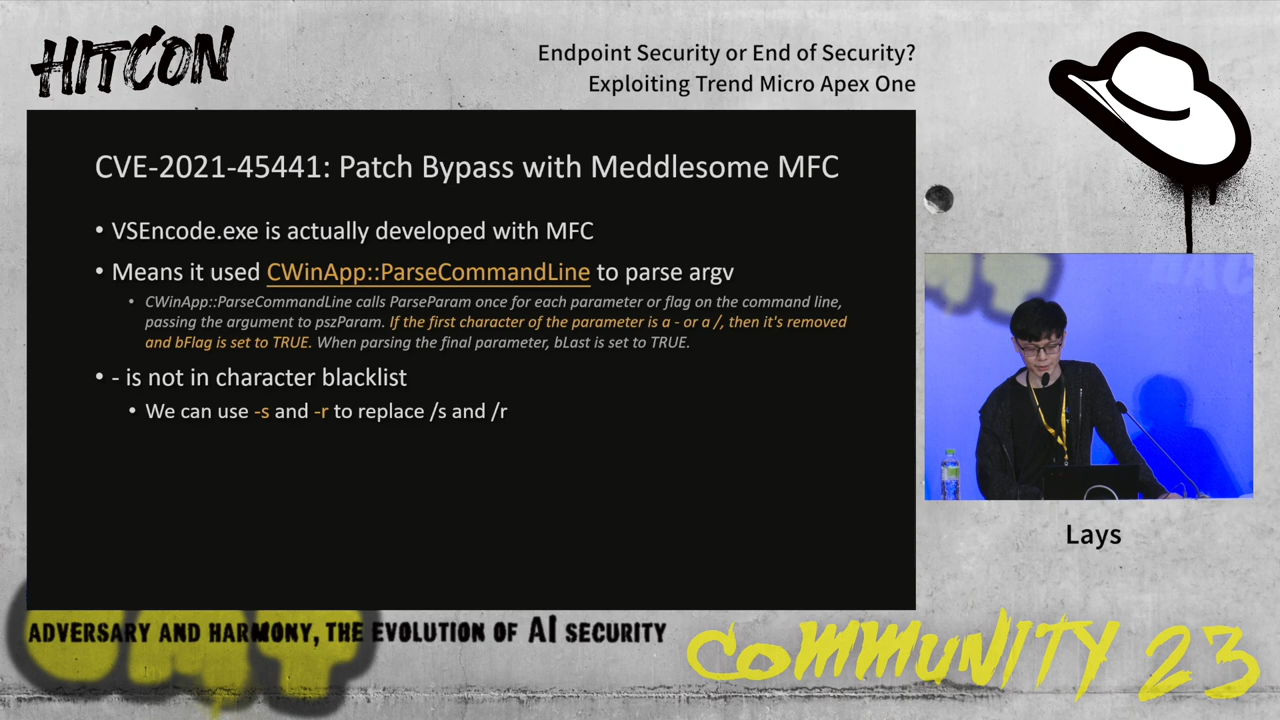 HITCON
Endpoint Security or End of Security?
Exploiting Trend Micro Apex One
CVE-2021-45441: Patch Bypass with Meddlesome MFC
• VSEncode.exe is actually developed with MFC
• Means it used CWinApp::ParseCommandLine to parse argv
• CWinApp::ParseCommandLine calls ParseParam once for each parameter or flag on the command line,
passing the argument to pszParam. If the first character of the parameter is a - or a /, then it's removed
and bFlag is set to TRUE. When parsing the final parameter, bLast is set to TRUE.
• - is not in character blacklist
• We can use -s and -r to replace /s and /r
Lays
ADVERSARY AND HARMONY, THE EVOLUTION OF AI SECURITY
COMMUNITY 23